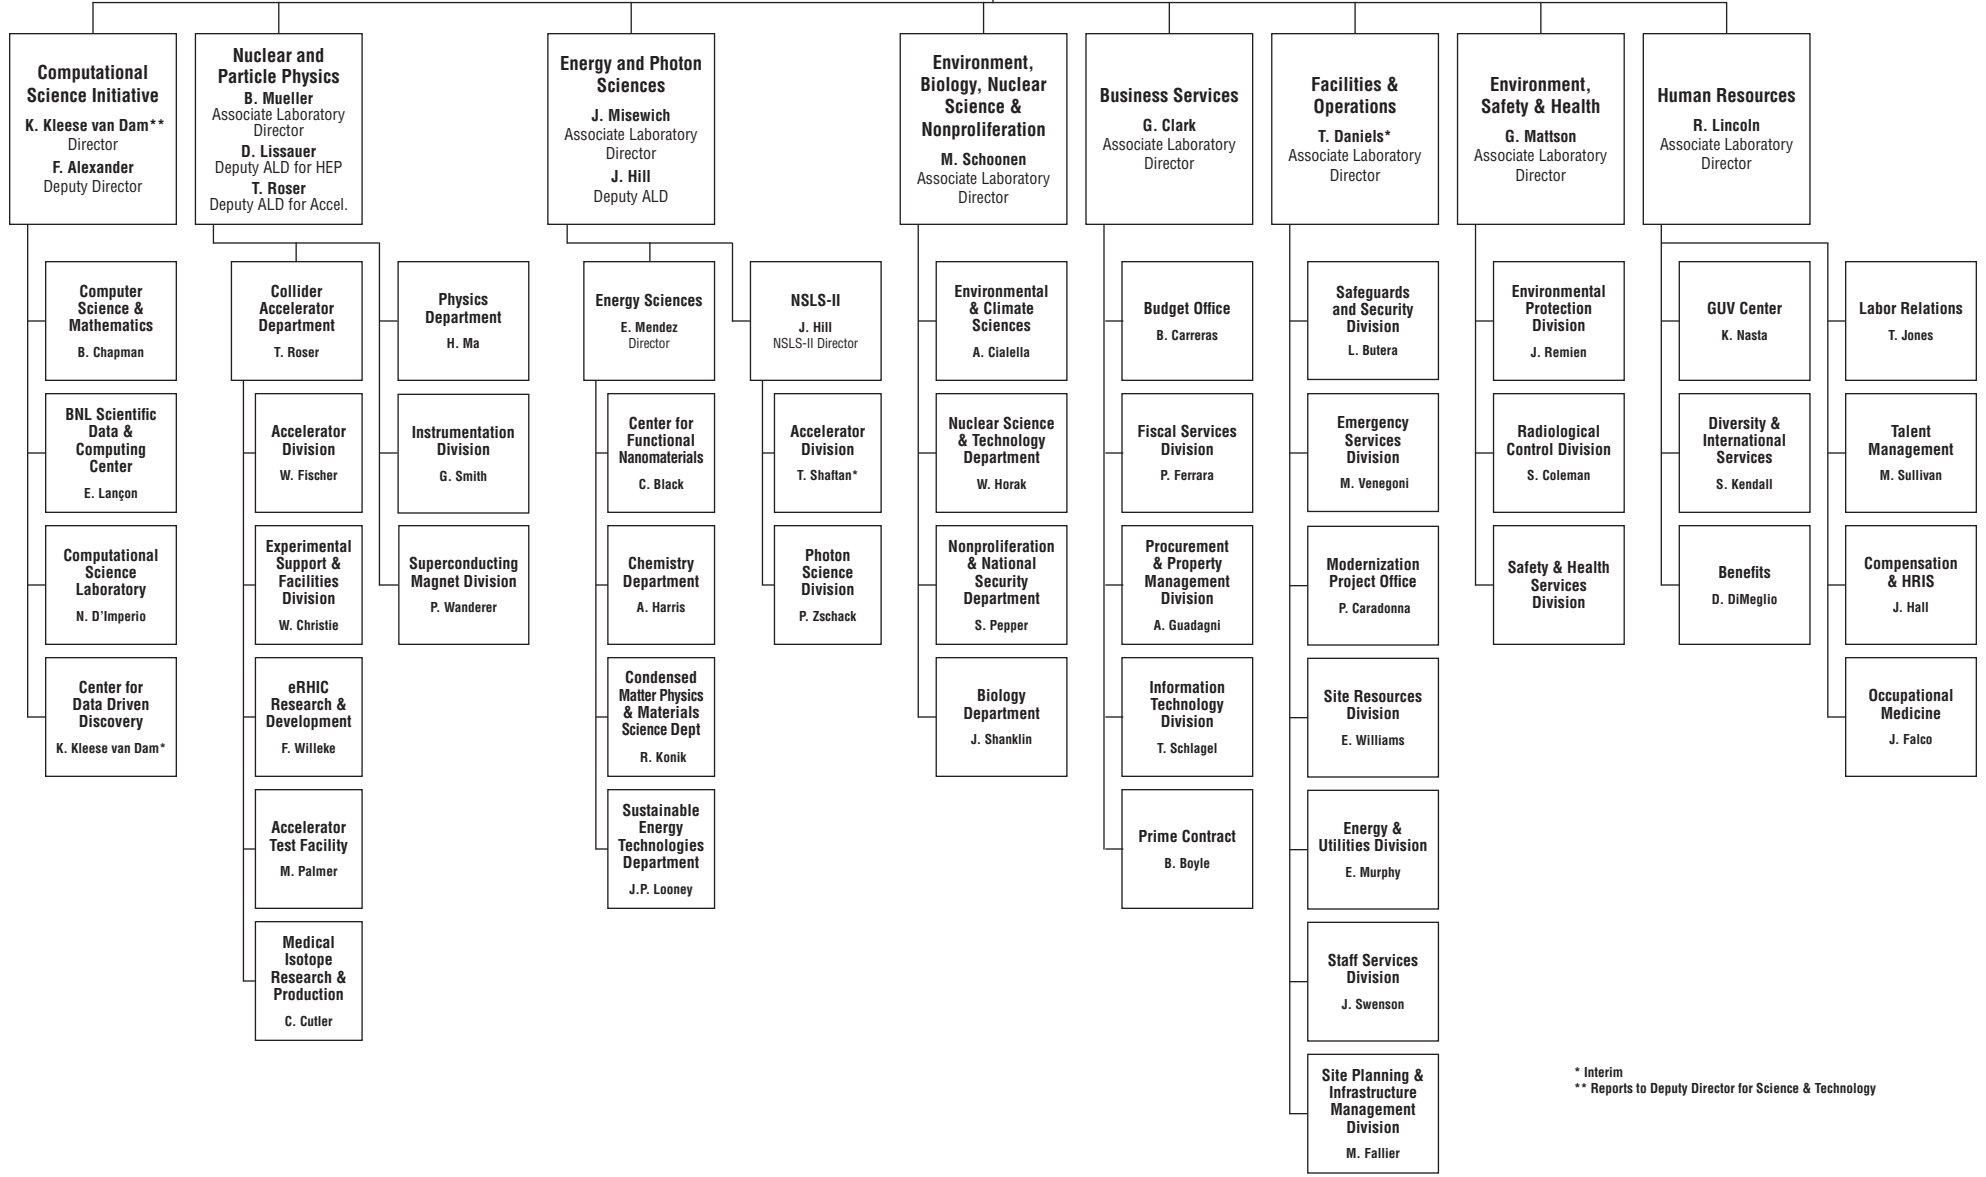 Computational
Science Initiative
K. Kleese van Dam**
Director
F. Alexander
Deputy Director
Nuclear and
Particle Physics
B. Mueller
Associate Laboratory
Director
D. Lissauer
Deputy ALD for HEP
T. Roser
Deputy ALD for Accel.
Energy and Photon
Sciences
J. Misewich
Associate Laboratory
Director
J. Hill
Deputy ALD
Environment,
Biology, Nuclear
Science &
Nonproliferation
M. Schoonen
Associate Laboratory
Director
Business Services
G. Clark
Associate Laboratory
Director
Facilities &
Operations
T. Daniels*
Associate Laboratory
Director
Environment,
Safety & Health
G. Mattson
Associate Laboratory
Director
Human Resources
R. Lincoln
Associate Laboratory
Director
Computer
Science &
Mathematics
B. Chapman
BNL Scientific
Data &
Computing
Center
E. Lançon
Computational
Science
Laboratory
N. D'Imperio
Center for
Data Driven
Discovery
K. Kleese van Dam*
Collider
Accelerator
Department
T. Roser
Accelerator
Division
W. Fischer
Experimental
Support &
Facilities
Division
W. Christie
eRHIC
Research &
Development
F. Willeke
Accelerator
Test Facility
M. Palmer
Medical
Isotope
Research &
Production
C. Cutler
Physics
Department
H. Ma
Instrumentation
Division
G. Smith
Superconducting
Magnet Division
P. Wanderer
Energy Sciences
E. Mendez
Director
Center for
Functional
Nanomaterials
C. Black
Chemistry
Department
A. Harris
Condensed
Matter Physics
& Materials
Science Dept
R. Konik
Sustainable
Energy
Technologies
Department
J.P. Looney
NSLS-II
J. Hill
NSLS-II Director
Accelerator
Division
T. Shaftan*
Photon
Science
Division
P. Zschack
Environmental
& Climate
Sciences
A. Cialella
Nuclear Science
& Technology
Department
W. Horak
Nonproliferation
& National
Security
Department
S. Pepper
Biology
Department
J. Shanklin
Budget Office
B. Carreras
Fiscal Services
Division
P. Ferrara
Procurement
& Property
Management
Division
A. Guadagni
Information
Technology
Division
T. Schlagel
Prime Contract
B. Boyle
Safeguards
and Security
Division
L. Butera
Emergency
Services
Division
M. Venegoni
Modernization
Project Office
P. Caradonna
Site Resources
Division
E. Williams
Energy &
Utilities Division
E. Murphy
Staff Services
Division
J. Swenson
Site Planning &
Infrastructure
Management
Division
M. Fallier
Environmental
Protection
Division
J. Remien
Radiological
Control Division
S. Coleman
Safety & Health
Services
Division
GUV Center
K. Nasta
Diversity &
International
Services
S. Kendall
Benefits
D. DiMeglio
Labor Relations
T. Jones
Talent
Management
M. Sullivan
Compensation
& HRIS
J. Hall
Occupational
Medicine
J. Falco
* Interim
** Reports to Deputy Director for Science & Technology